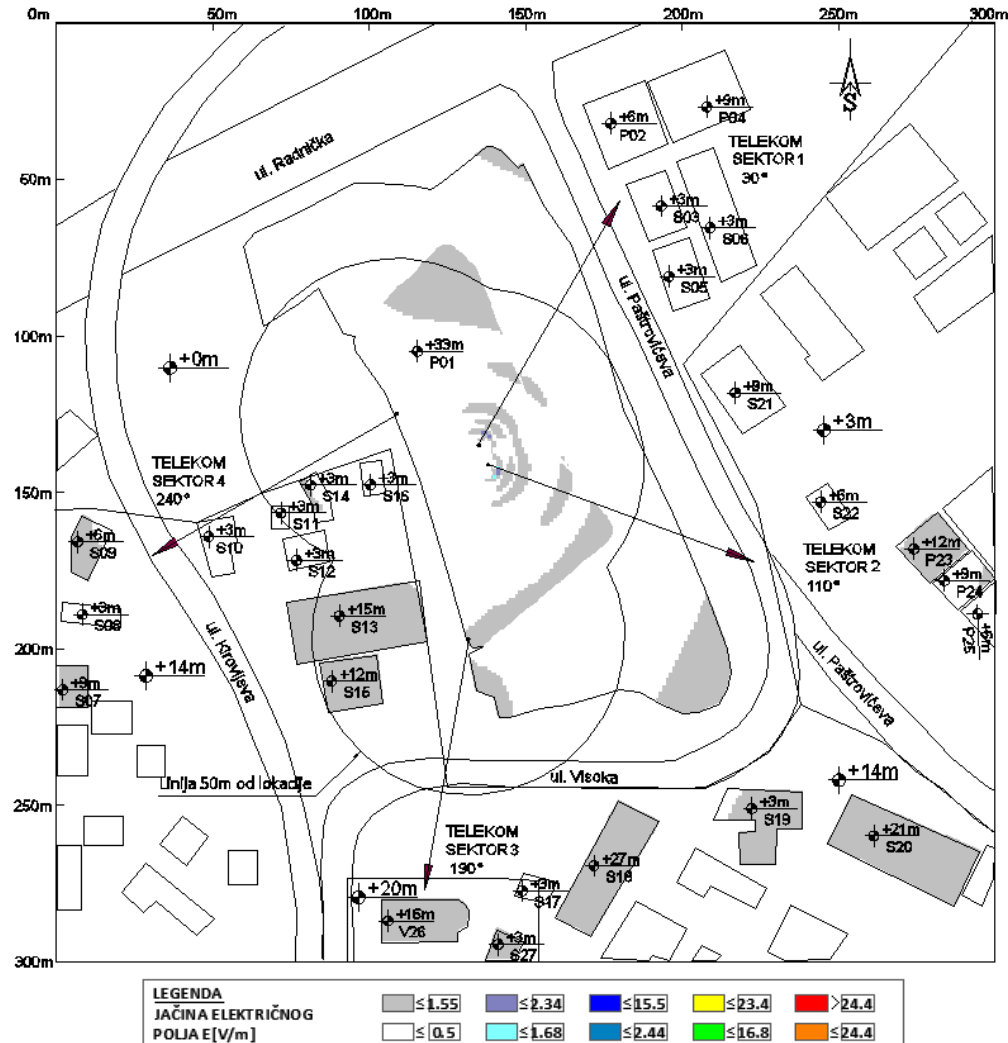 0m
50m
100m
150m
200m
250m
300m
50m
100m
150m
200m
250m
300m
S
ul. Radnička
+6m
P02
+9m
P04
TELEKOM
SEKTOR 1
30°
+3m
S03
+3m
S06
+3m
S05
ul. Paštrovićeva
+33m
P01
+0m
+9m
S21
+3m
TELEKOM
SEKTOR 4
240°
+3m
S14
+3m
S15
+3m
S11
+6m
S22
+6m
S09
+3m
S10
+3m
S12
TELEKOM
SEKTOR 2
110°
+12m
P23
+9m
P24
+6m
P25
+3m
S08
+15m
S13
ul. Kirovljeva
+14m
+3m
S07
+12m
S16
ul. Paštrovićeva
Linija 50m od lokacije
ul. Visoka
+14m
TELEKOM
SEKTOR 3
190°
+3m
S19
+21m
S20
+27m
S18
+20m
+3m
S17
+16m
V26
+3m
S27
LEGENDA
JAČINA ELEKTRIČNOG
POLJA E[V/m]
≤1.55
≤2.34
≤15.5
≤23.4
>24.4
≤ 0.5
≤1.68
≤2.44
≤16.8
≤24.4